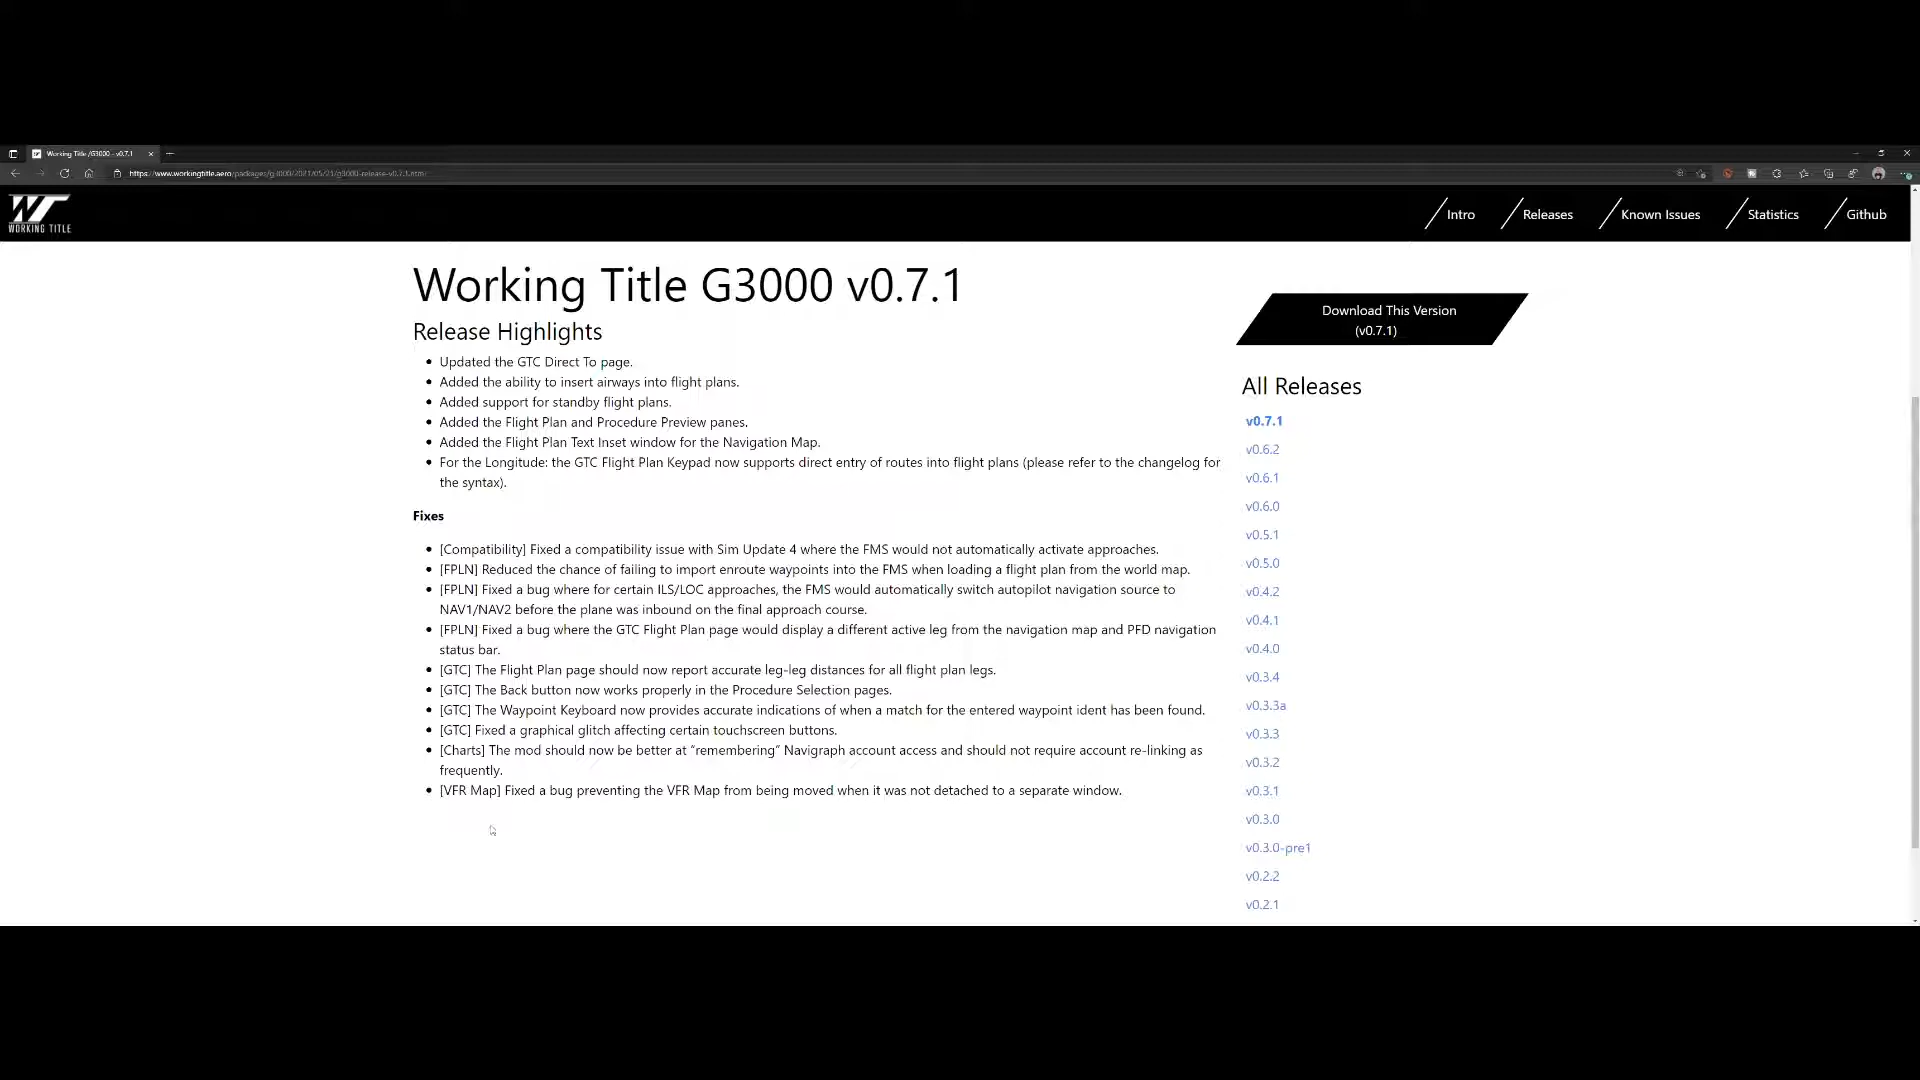 Working Title /G3000 - v0.7.1
https://www.workingtitle.aero/packages/g3000/2021/05/21/g3000-release-v0.7.1.html
WORKING TITLE
Intro
Releases
Known Issues
Statistics
Github
Working Title G3000 v0.7.1
Release Highlights
Updated the GTC Direct To page.
Added the ability to insert airways into flight plans.
Added support for standby flight plans.
Added the Flight Plan and Procedure Preview panes.
Added the Flight Plan Text Inset window for the Navigation Map.
For the Longitude: the GTC Flight Plan Keypad now supports direct entry of routes into flight plans (please refer to the changelog for
the syntax).
Fixes
[Compatibility] Fixed a compatibility issue with Sim Update 4 where the FMS would not automatically activate approaches.
[FPLN] Reduced the chance of failing to import enroute waypoints into the FMS when loading a flight plan from the world map.
[FPLN] Fixed a bug where for certain ILS/LOC approaches, the FMS would automatically switch autopilot navigation source to
NAV1/NAV2 before the plane was inbound on the final approach course.
[FPLN] Fixed a bug where the GTC Flight Plan page would display a different active leg from the navigation map and PFD navigation
status bar.
[GTC] The Flight Plan page should now report accurate leg-leg distances for all flight plan legs.
[GTC] The Back button now works properly in the Procedure Selection pages.
[GTC] The Waypoint Keyboard now provides accurate indications of when a match for the entered waypoint ident has been found.
[GTC] Fixed a graphical glitch affecting certain touchscreen buttons.
[Charts] The mod should now be better at “remembering” Navigraph account access and should not require account re-linking as
frequently.
[VFR Map] Fixed a bug preventing the VFR Map from being moved when it was not detached to a separate window.
Download This Version
(v0.7.1)
All Releases
v0.7.1
v0.6.2
v0.6.1
v0.6.0
v0.5.1
v0.5.0
v0.4.2
v0.4.1
v0.4.0
v0.3.4
v0.3.3a
v0.3.3
v0.3.2
v0.3.1
v0.3.0
v0.3.0-pre1
v0.2.2
v0.2.1